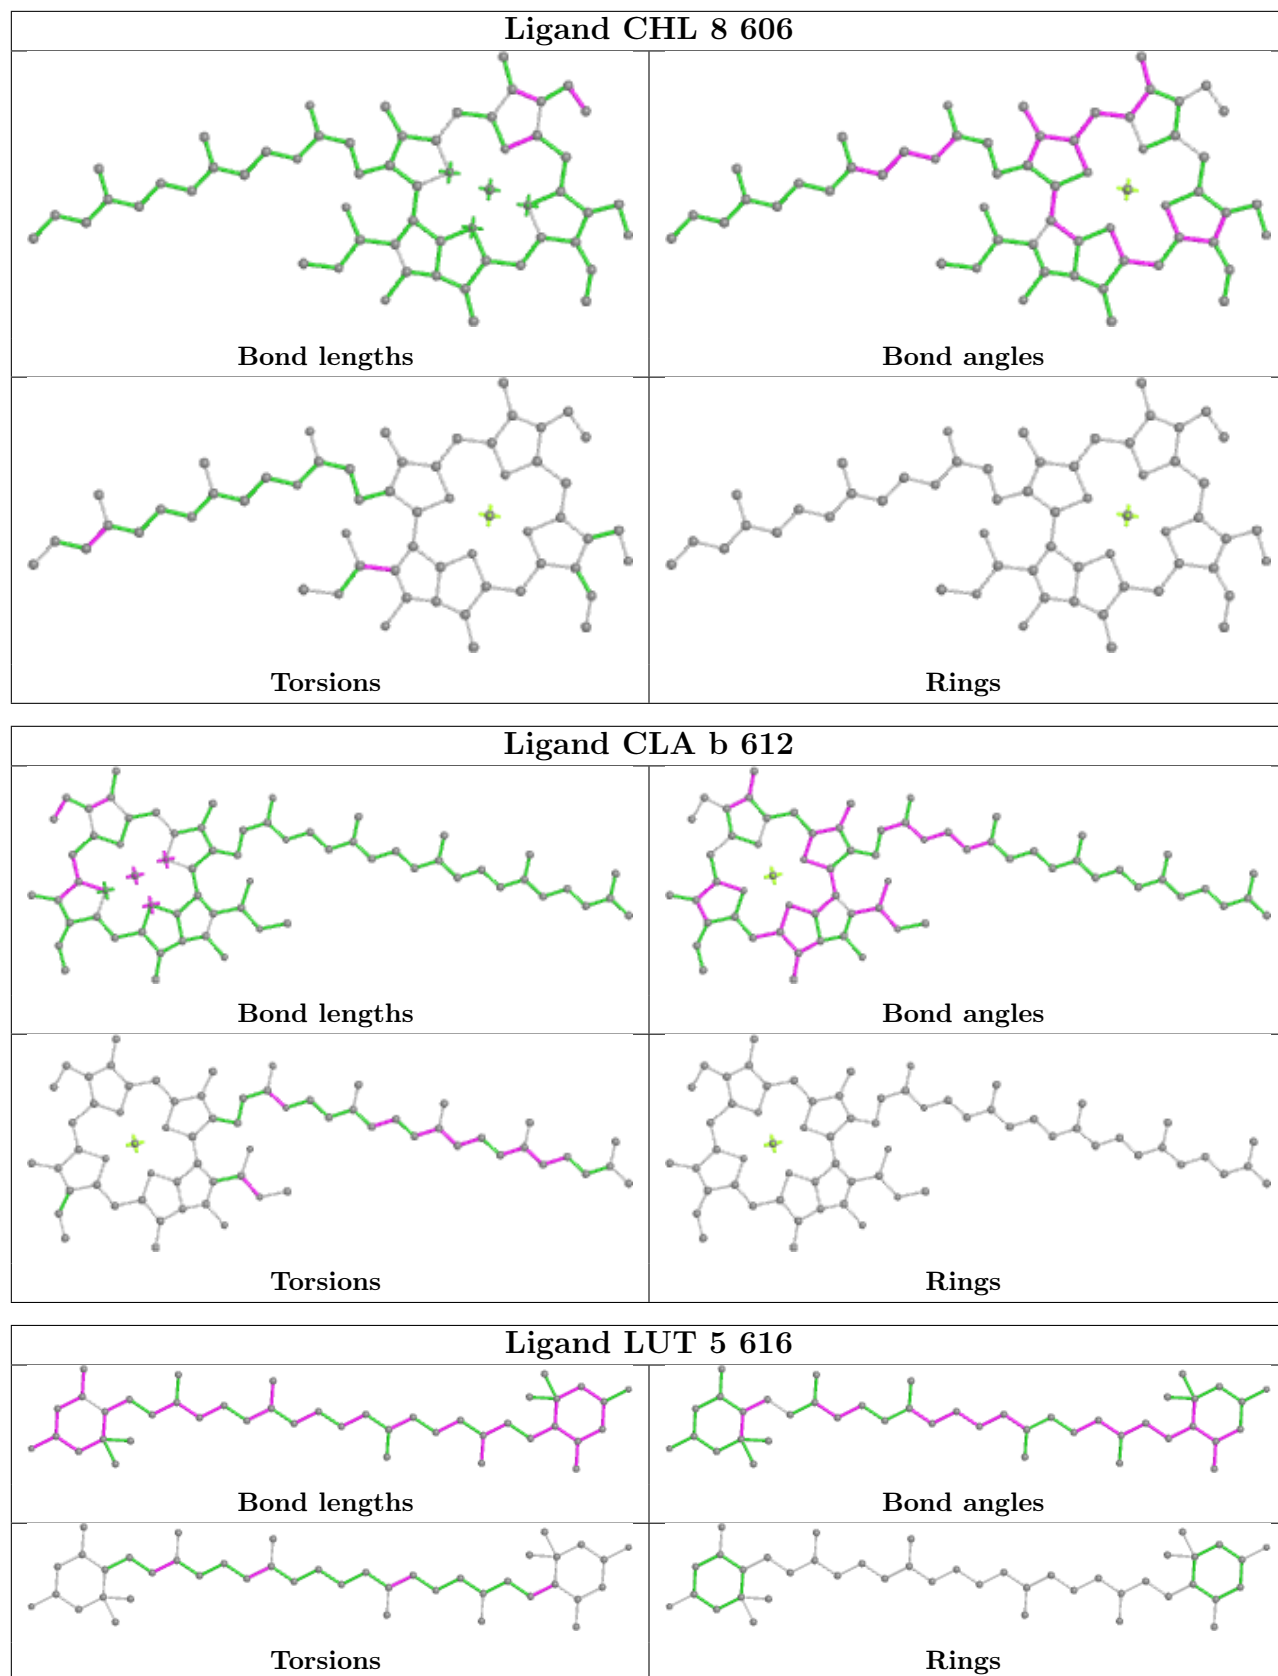 Ligand CHL 8 606
Bond lengths
Bond angles
Torsions
Rings
Ligand CLA b 612
Bond lengths
Bond angles
Torsions
Rings
Ligand LUT 5 616
Bond lengths
Bond angles
Torsions
Rings